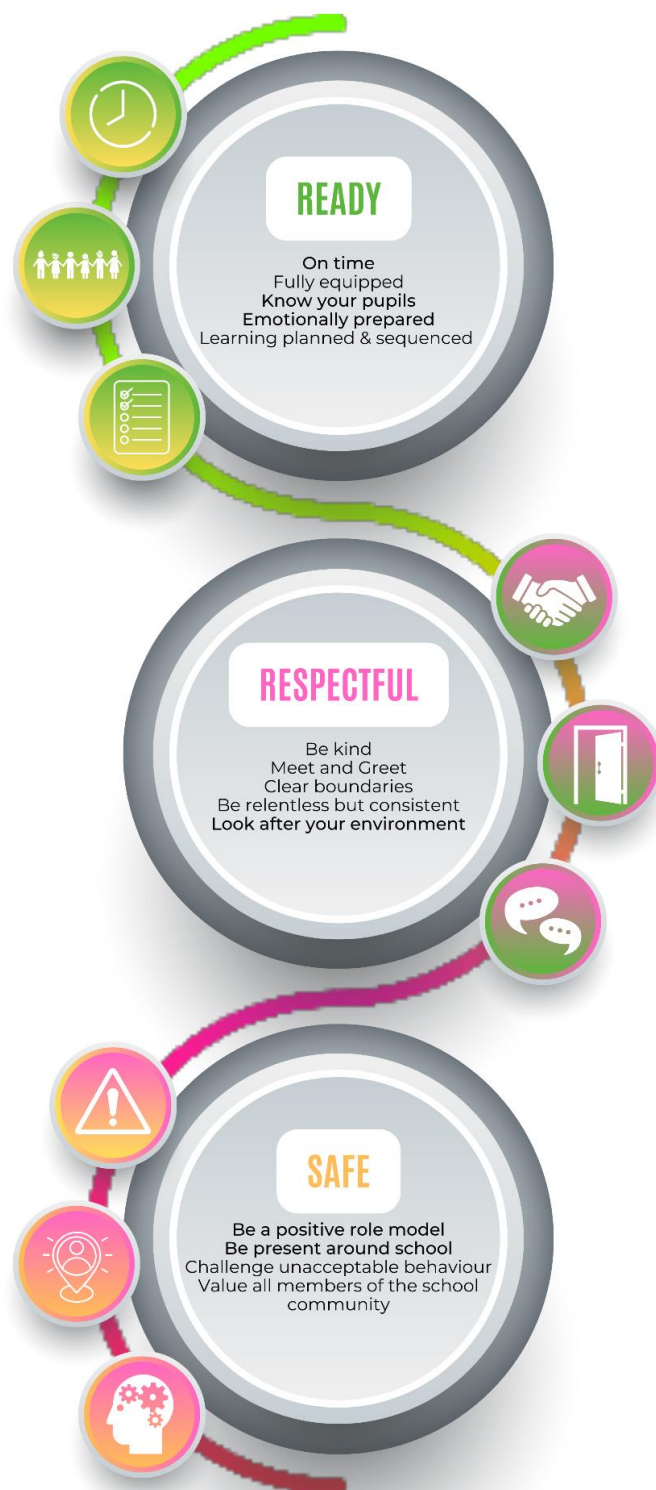 READY
On time
Fully equipped
Know your pupils
Emotionally prepared
Learning planned & sequenced
RESPECTFUL
Be kind
Meet and Greet
Clear boundaries
Be relentless but consistent
Look after your environment
SAFE
Be a positive role model
Be present around school
Challenge unacceptable behaviour
Value all members of the school
community